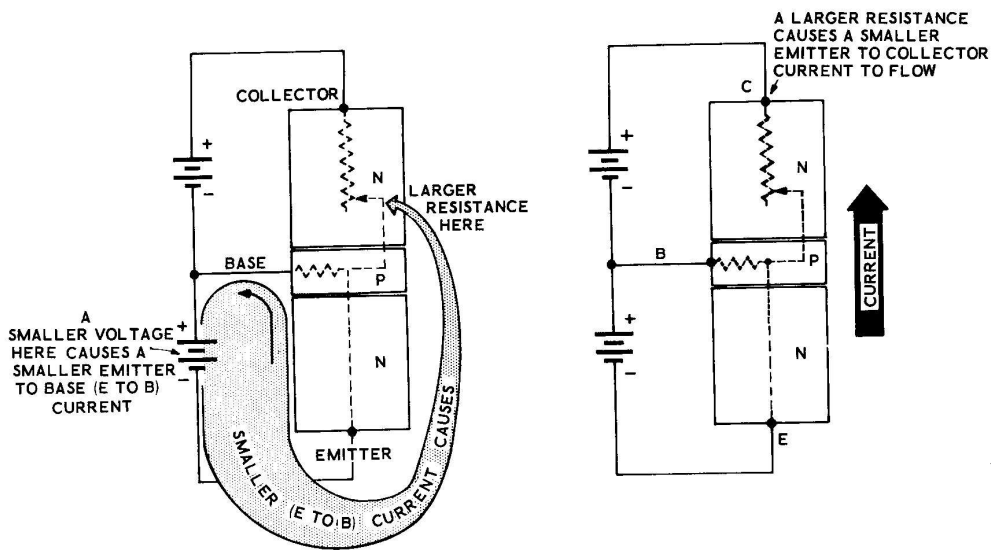 COLLECTOR
+
-
N
LARGER
RESISTANCE
HERE
BASE
P
A
SMALLER VOLTAGE
HERE CAUSES A
SMALLER EMITTER
TO BASE (E TO B)
CURRENT
+
-
N
EMITTER
SMALLER (E TO B) CURRENT CAUSES
A LARGER RESISTANCE
CAUSES A SMALLER
EMITTER TO COLLECTOR
CURRENT TO FLOW
C
+
-
N
B
P
CURRENT
+
-
N
E